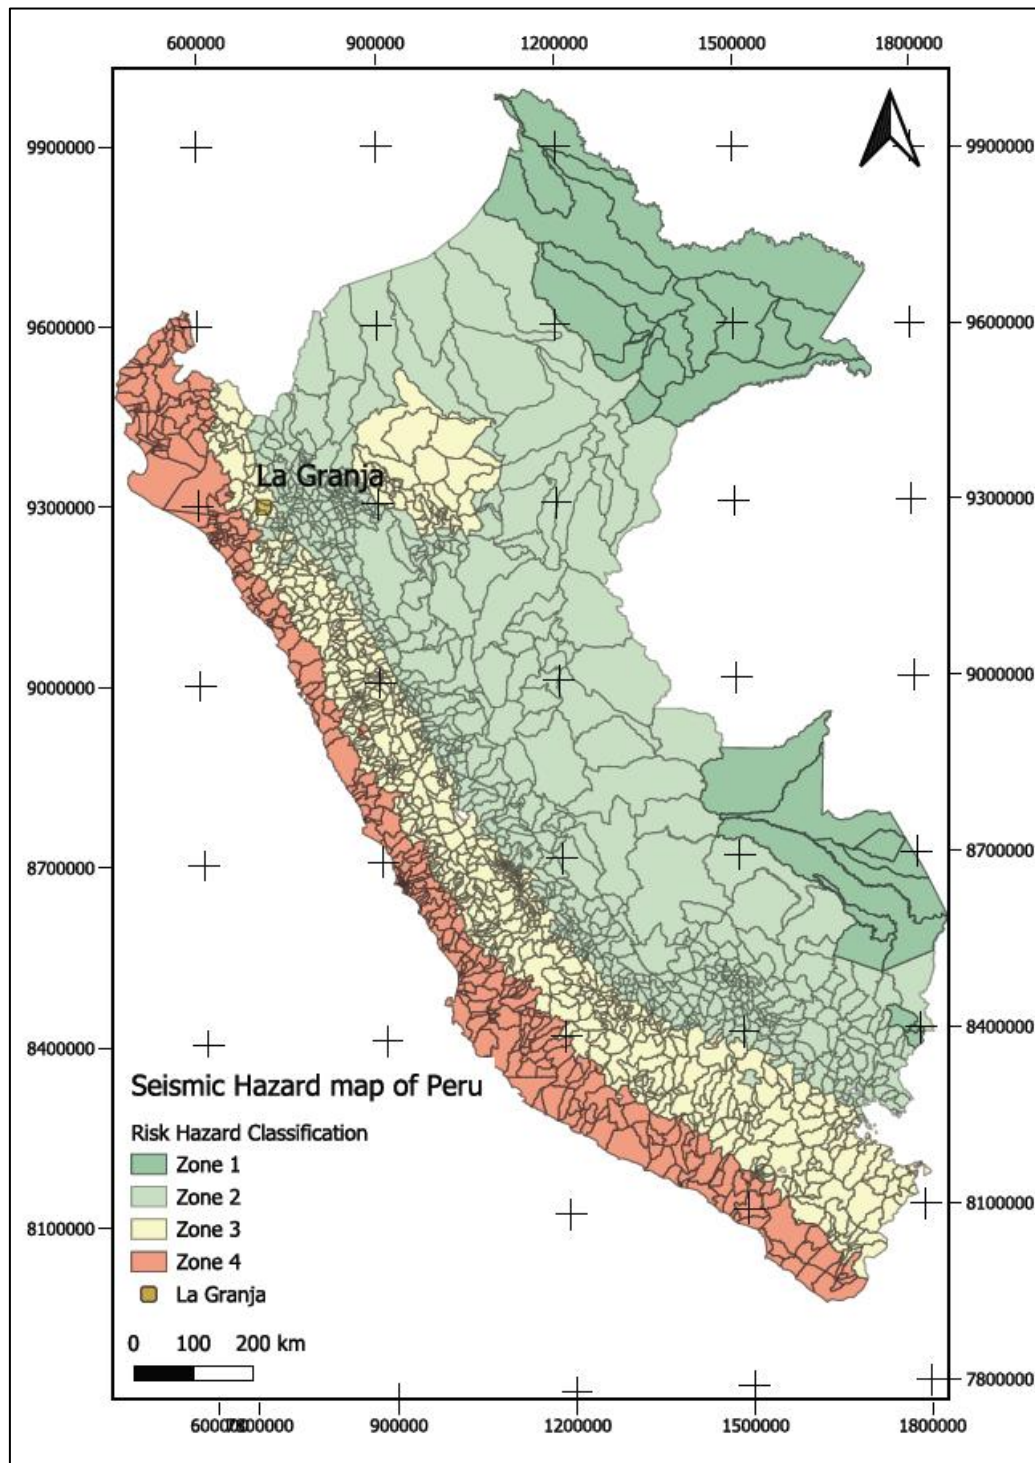 600000 900000 1200000 1500000 1800000
9900000 9900000
9600000 9600000
La Granja
9300000 9300000
9000000 9000000
8700000 8700000
8400000 8400000
Seismic Hazard map of Peru
Risk Hazard Classification
Zone 1
Zone 2
Zone 3
8100000 8100000
Zone 4
La Granja
0 100 200 km
7800000
900000 1200000 1500000 1800000